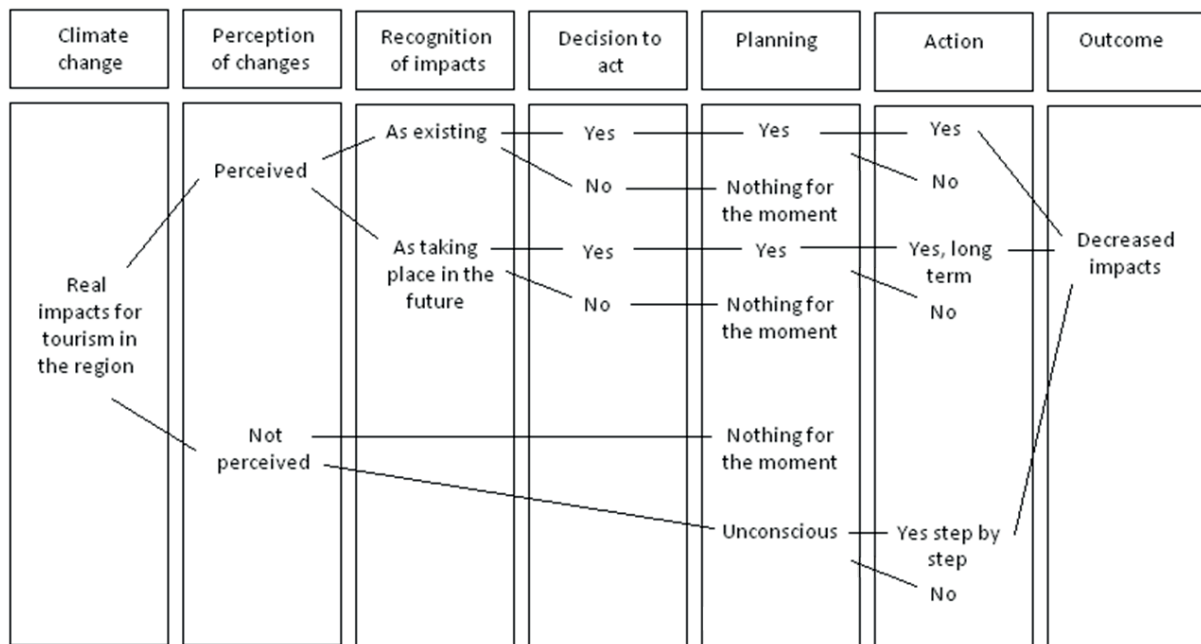 Climate
change
Perception
of changes
Recognition
of impacts
Decision to
act
Planning
Action
Outcome
Real
impacts for
tourism in
the region
Perceived
Not
perceived
As existing
As taking
place in the
future
Yes
No
Yes
No
Yes
Nothing for
the moment
Yes
Nothing for
the moment
Nothing for
the moment
Unconscious
Yes
No
Yes, long
term
No
Yes step by
step
No
Decreased
impacts